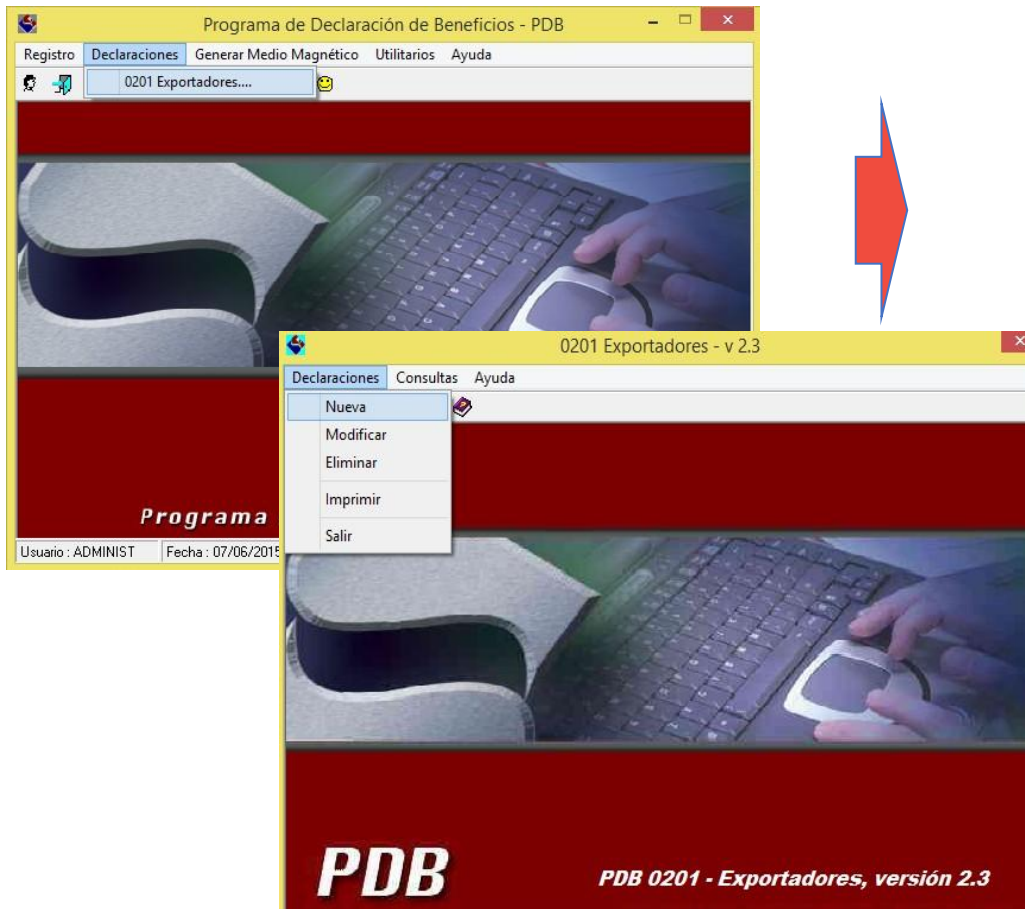 Programa de Declaración de Beneficios - PDB
Registro Declaraciones Generar Medio Magnético Utilitarios Ayuda
0201 Exportadores....
Programa
Usuario : ADMINIST Fecha : 07/06/2015
0201 Exportadores - v 2.3
Declaraciones Consultas Ayuda
Nueva
Modificar
Eliminar
Imprimir
Salir
PDB
PDB 0201 - Exportadores, versión 2.3